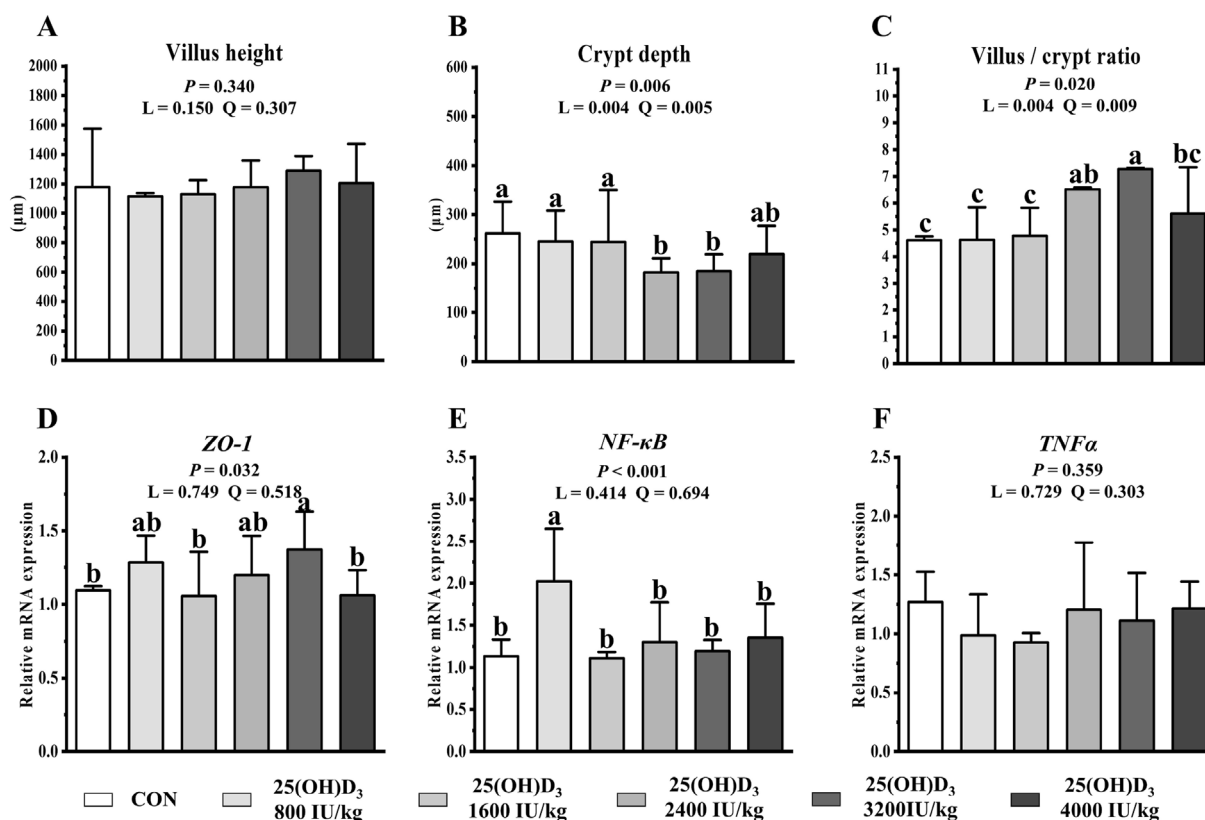 A
Villus height
P = 0.340
L = 0.150 Q = 0.307
2000
1800
1600
1400
1200
1000
800
600
400
200
0
(μm)
B
Crypt depth
P = 0.006
L = 0.004 Q = 0.005
600
500
400
300
200
100
0
(μm)
a
a
a
b
b
ab
C
Villus / crypt ratio
P = 0.020
L = 0.004 Q = 0.009
11
10
9
8
7
6
5
4
3
2
1
0
c
c
c
ab
a
bc
D
ZO-1
P = 0.032
L = 0.749 Q = 0.518
2.0
1.5
1.0
0.5
0.0
Relative mRNA expression
b
ab
b
ab
a
b
E
NF-κB
P < 0.001
L = 0.414 Q = 0.694
3.5
3.0
2.5
2.0
1.5
1.0
0.5
0.0
Relative mRNA expression
b
a
b
b
b
b
F
TNFα
P = 0.359
L = 0.729 Q = 0.303
2.5
2.0
1.5
1.0
0.5
0.0
Relative mRNA expression
CON
25(OH)D3
800 IU/kg
25(OH)D3
1600 IU/kg
25(OH)D3
2400 IU/kg
25(OH)D3
3200IU/kg
25(OH)D3
4000 IU/kg